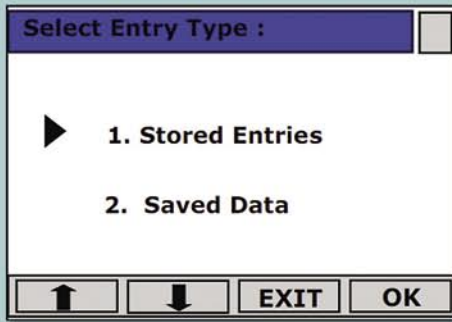 Select Entry Type :
1. Stored Entries
2. Saved Data
EXIT OK